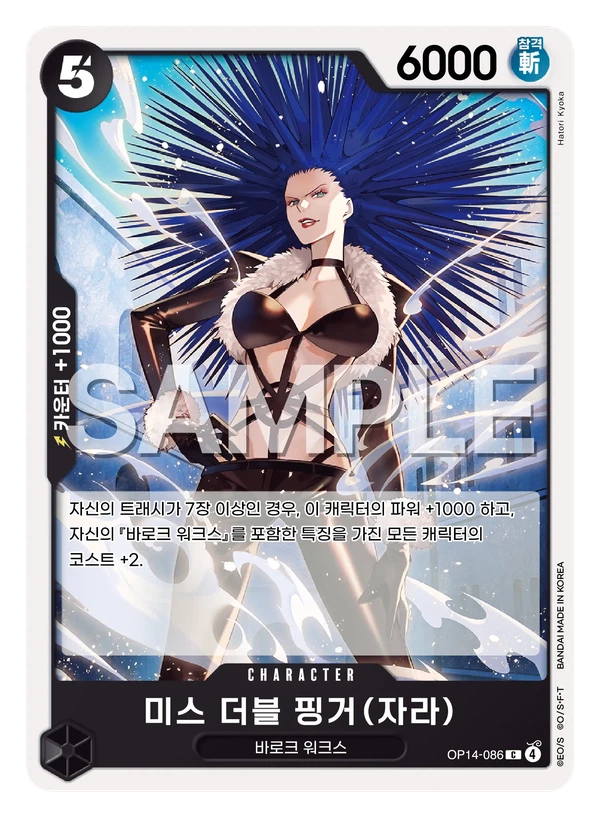 5
6000
참격
斬
Hatori Kyoka
카운터 +1000
SAMPLE
자신의 트래시가 7장 이상인 경우, 이 캐릭터의 파워 +1000 하고,
자신의 『바로크 워크스』를 포함한 특징을 가진 모든 캐릭터의
코스트 +2.
CHARACTER
미스 더블 핑거(자라)
바로크 워크스
OP14-086 C 4
©EO/S ©O/S·F·T BANDAI MADE IN KOREA